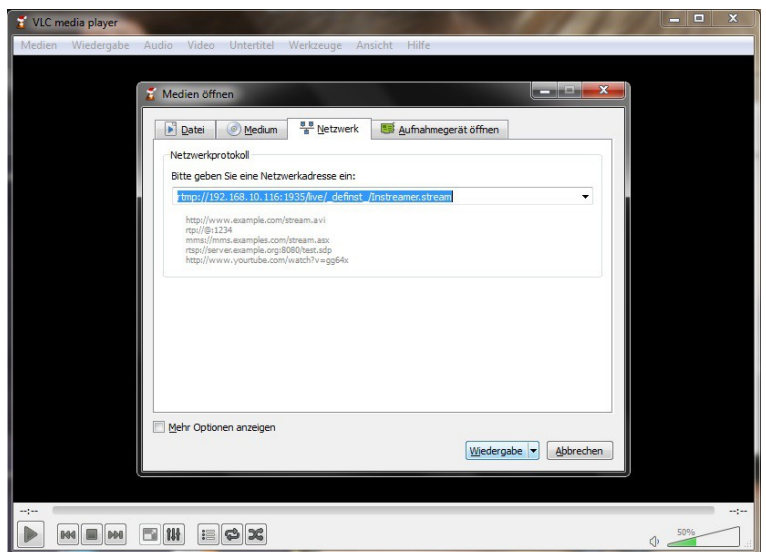 VLC media player
Medien Wiedergabe Audio Video Untertitel Werkzeuge Ansicht Hilfe
Medien öffnen
Datei Medium Netzwerk Aufnahmegerät öffnen
Netzwerkprotokoll
Bitte geben Sie eine Netzwerkadresse ein:
rtmp://192.168.10.116:1935/live/_definst_/Instreamer.stream
http://www.example.com/stream.avi
rtp://@:1234
mms://mms.examples.com/stream.asx
rtsp://server.example.org:8080/test.sdp
http://www.yourtube.com/watch?v=gg64x
Mehr Optionen anzeigen
Wiedergabe Abbrechen
--:-- --:--
50%